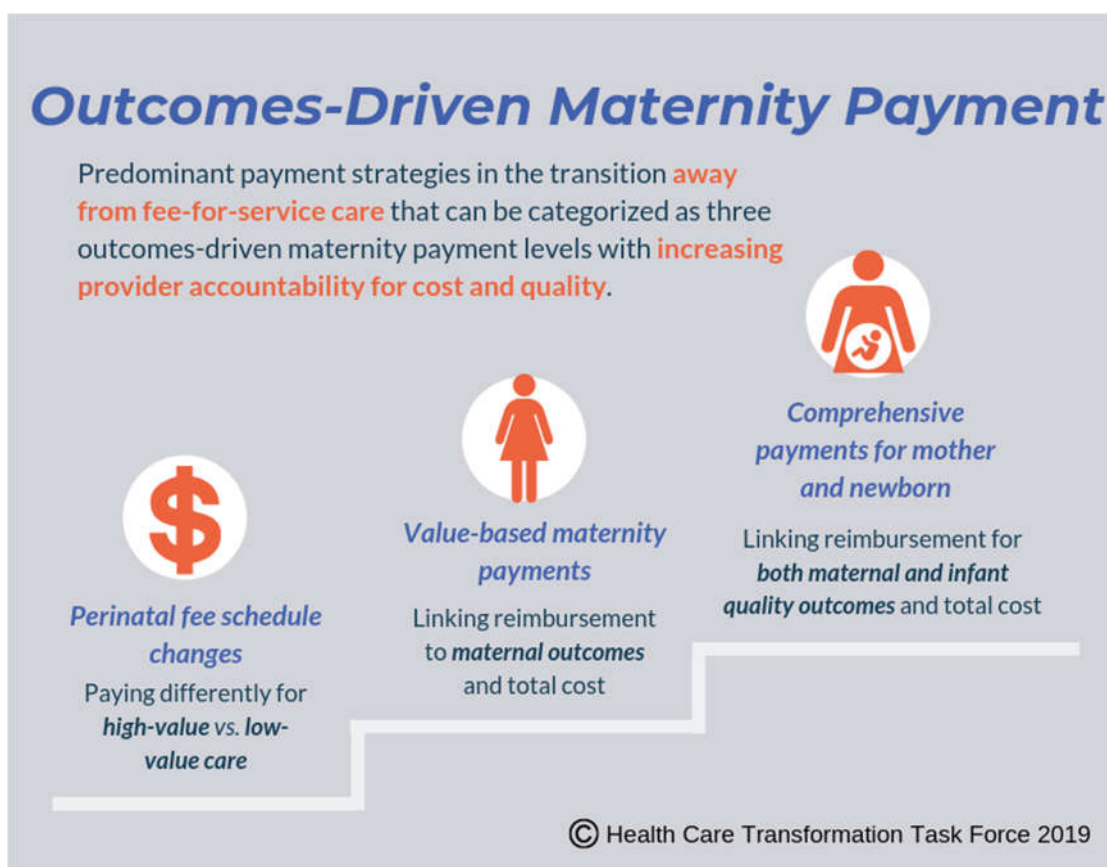 Outcomes-Driven Maternity Payment
Predominant payment strategies in the transition away
from fee-for-service care that can be categorized as three
outcomes-driven maternity payment levels with increasing
provider accountability for cost and quality.
$
Perinatal fee schedule
changes
Paying differently for
high-value vs. low-
value care
Value-based maternity
payments
Linking reimbursement
to maternal outcomes
and total cost
Comprehensive
payments for mother
and newborn
Linking reimbursement for
both maternal and infant
quality outcomes and total cost
© Health Care Transformation Task Force 2019